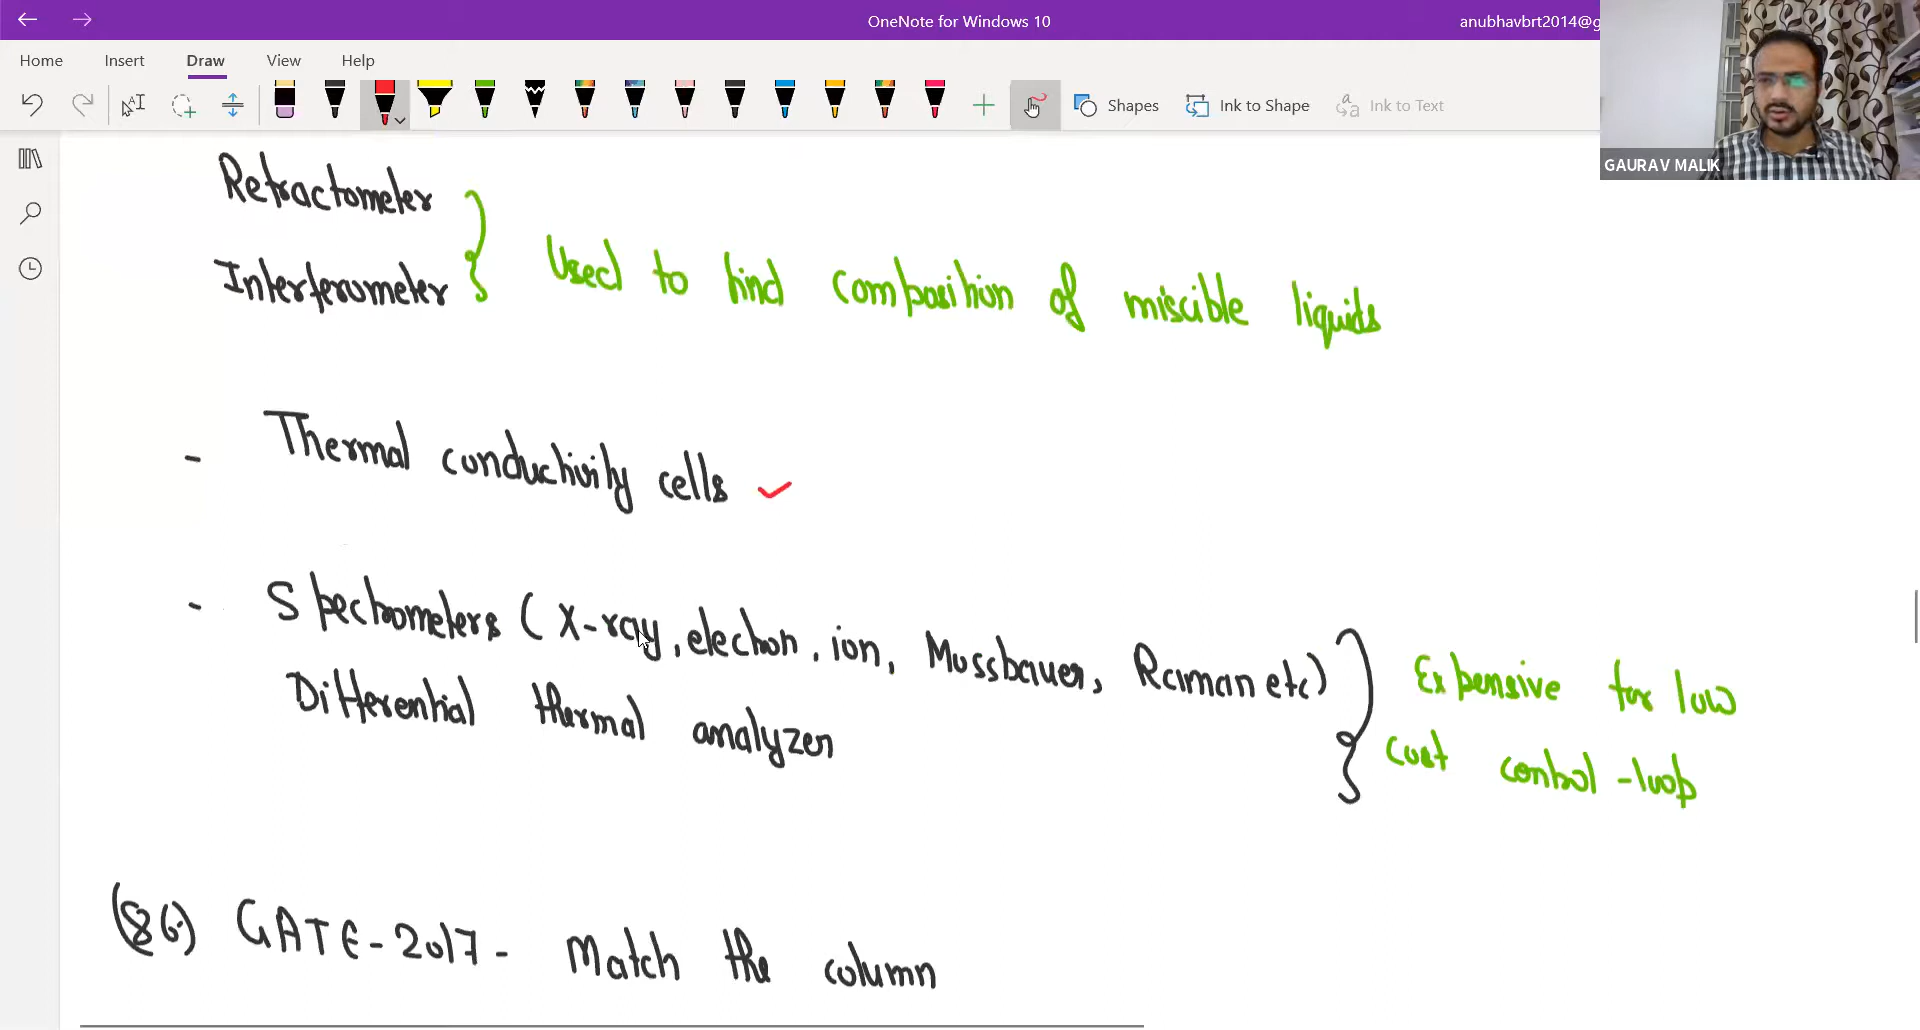 OneNote for Windows 10
anubhavbrt2014@g
Home Insert Draw View Help
Shapes Ink to Shape Ink to Text
GAURAV MALIK
Refractometer
Interferometer
Used to find composition of miscible liquids
- Thermal conductivity cells
- Spectrometers (X-ray, electron, ion, Mossbauer, Raman etc)
Differential thermal analyzer
Expensive for low
cost control-loop
(86) GATE-2017- Match the column